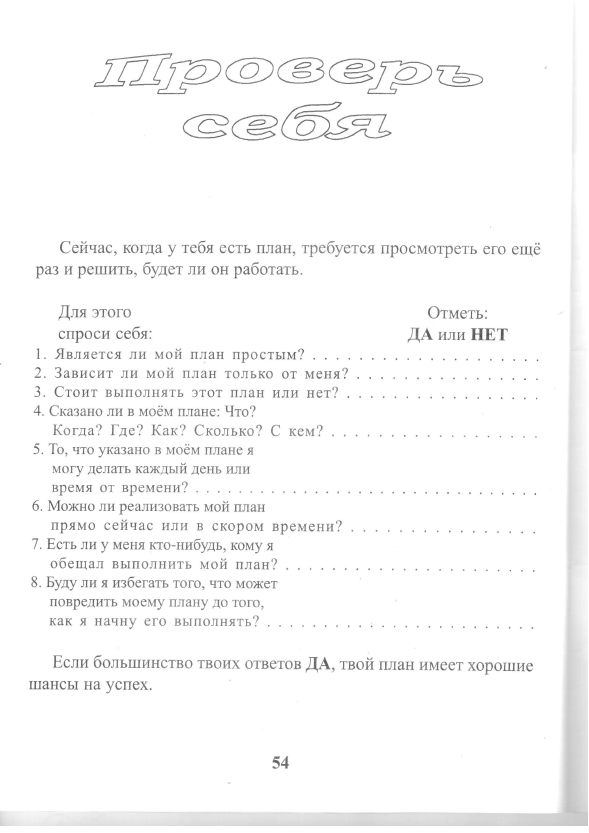 Проверь
себя
Сейчас, когда у тебя есть план, требуется просмотреть его ещё
раз и решить, будет ли он работать.
Для этого Отметь:
спроси себя: ДА или НЕТ
1. Является ли мой план простым? . . . . . . . . . . . . . . . . . . . . .
2. Зависит ли мой план только от меня? . . . . . . . . . . . . . . . . .
3. Стоит выполнять этот план или нет? . . . . . . . . . . . . . . . . . .
4. Сказано ли в моём плане: Что?
Когда? Где? Как? Сколько? С кем? . . . . . . . . . . . . . . . . . . .
5. То, что указано в моём плане я
могу делать каждый день или
время от времени? . . . . . . . . . . . . . . . . . . . . . . . . . . . . . . .
6. Можно ли реализовать мой план
прямо сейчас или в скором времени? . . . . . . . . . . . . . . . . .
7. Есть ли у меня кто-нибудь, кому я
обещал выполнить мой план? . . . . . . . . . . . . . . . . . . . . . . .
8. Буду ли я избегать того, что может
повредить моему плану до того,
как я начну его выполнять? . . . . . . . . . . . . . . . . . . . . . . . . .
Если большинство твоих ответов ДА, твой план имеет хорошие
шансы на успех.
54